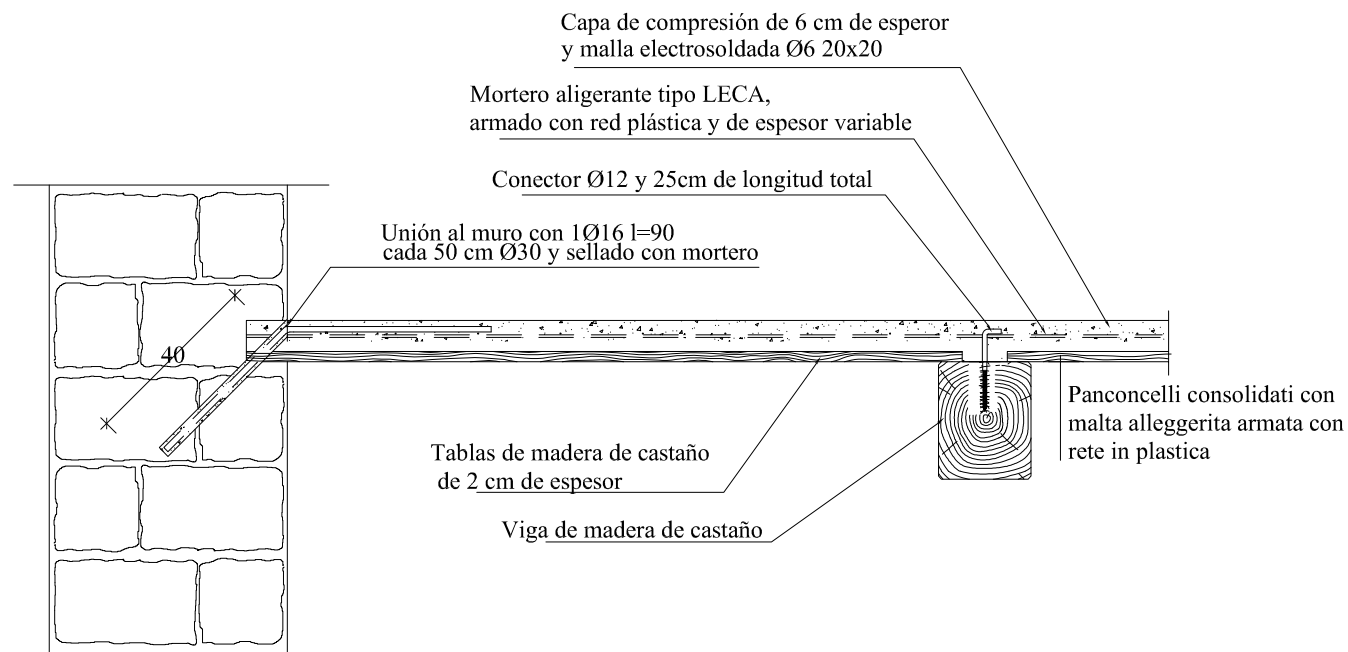 Capa de compresión de 6 cm de esperor
y malla electrosoldada Ø6 20x20
Mortero aligerante tipo LECA,
armado con red plástica y de espesor variable
Conector Ø12 y 25cm de longitud total
Unión al muro con 1Ø16 l=90
cada 50 cm Ø30 y sellado con mortero
40
Panconcelli consolidati con
malta alleggerita armata con
rete in plastica
Tablas de madera de castaño
de 2 cm de espesor
Viga de madera de castaño